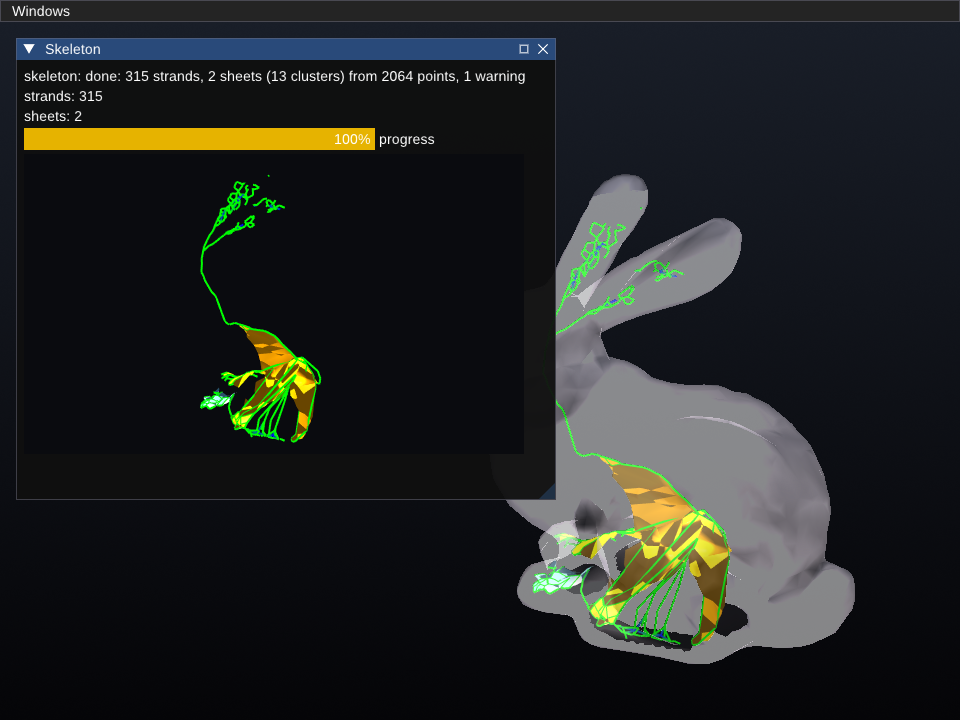 Windows
Skeleton
skeleton: done: 315 strands, 2 sheets (13 clusters) from 2064 points, 1 warning
strands: 315
sheets: 2
100% progress